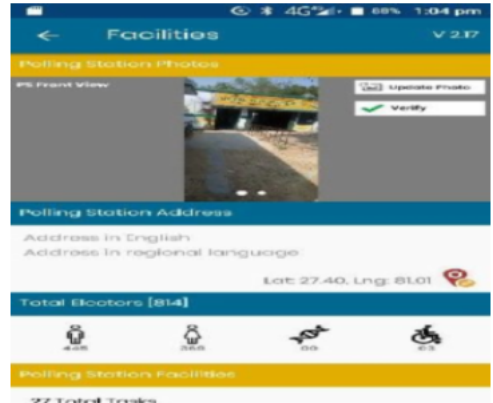 4G 68% 1:04 pm
Facilities V 2.17
Polling Station Photos
PS Front View
Update Photo
Verify
Polling Station Address
Address in English
Address in regional language
Lat: 27.40, Lng: 81.01
Total Electors [814]
Polling Station Facilities
27 Total Tasks